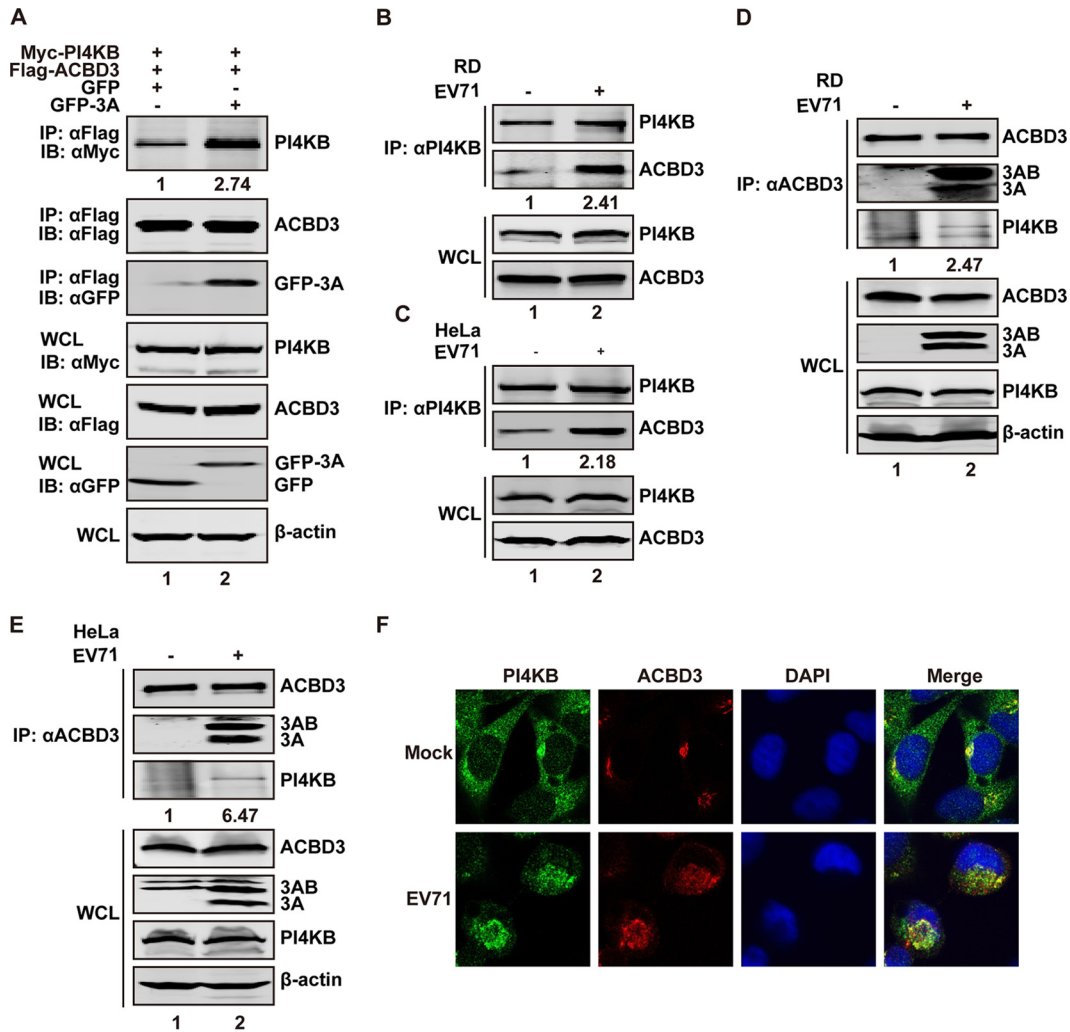 A
Myc-PI4KB + +
Flag-ACBD3 + +
GFP + -
GFP-3A - +
IP: αFlag
IB: αMyc
PI4KB
1 2.74
IP: αFlag
IB: αFlag
ACBD3
IP: αFlag
IB: αGFP
GFP-3A
WCL
IB: αMyc
PI4KB
WCL
IB: αFlag
ACBD3
WCL
IB: αGFP
GFP-3A
GFP
WCL
β-actin
1 2
B
RD
EV71 - +
IP: αPI4KB
PI4KB
ACBD3
1 2.41
WCL
PI4KB
ACBD3
1 2
C
HeLa
EV71 - +
IP: αPI4KB
PI4KB
ACBD3
1 2.18
WCL
PI4KB
ACBD3
1 2
D
RD
EV71 - +
IP: αACBD3
ACBD3
3AB
3A
PI4KB
1 2.47
WCL
ACBD3
3AB
3A
PI4KB
β-actin
1 2
E
HeLa
EV71 - +
IP: αACBD3
ACBD3
3AB
3A
PI4KB
1 6.47
WCL
ACBD3
3AB
3A
PI4KB
β-actin
1 2
F
PI4KB ACBD3 DAPI Merge
Mock
EV71